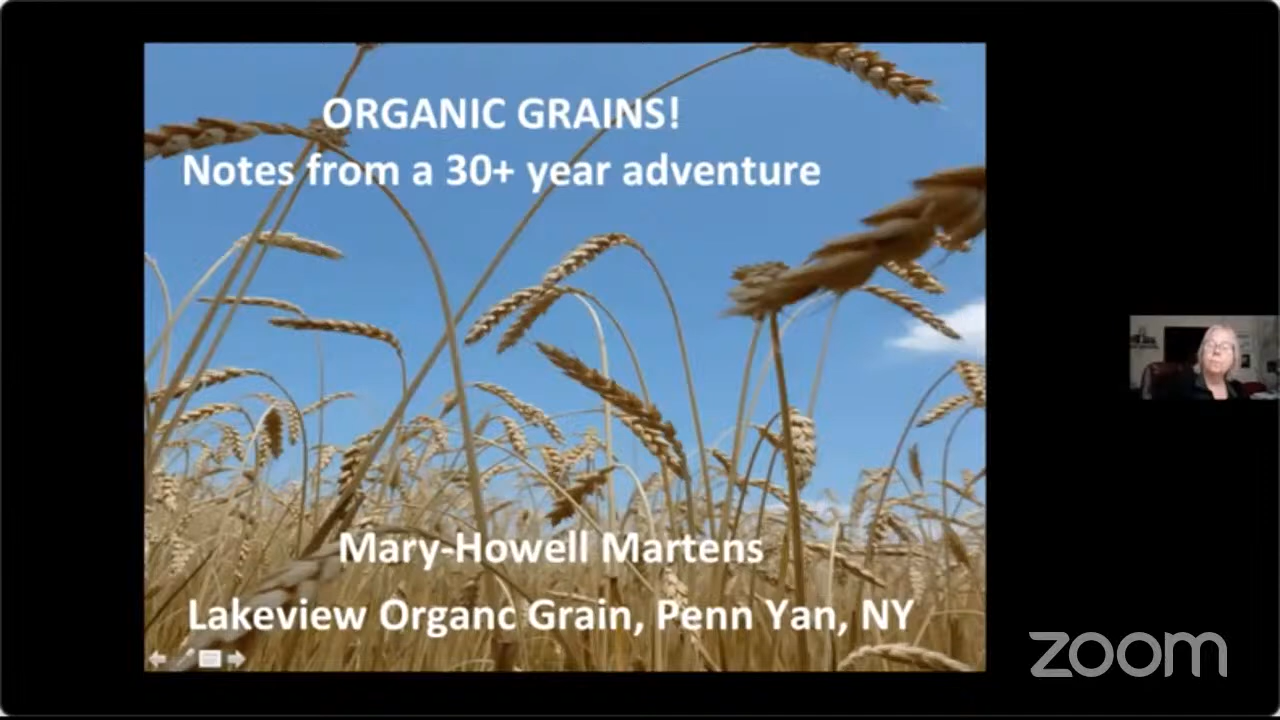 ORGANIC GRAINS!
Notes from a 30+ year adventure
Mary-Howell Martens
Lakeview Organc Grain, Penn Yan, NY
zoom